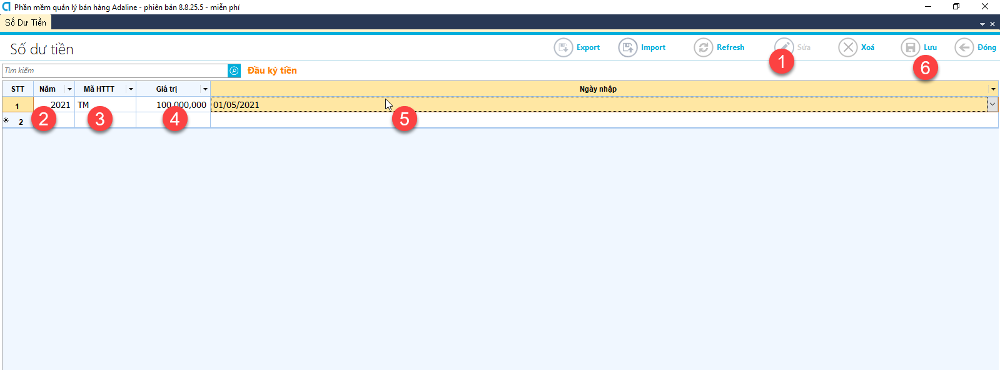 Phần mềm quản lý bán hàng Adaline - phiên bản 8.8.25.5 - miễn phí
Số Dư Tiền
Số dư tiền
Export Import Refresh Sửa Xoá Lưu Đóng
1 6
Tìm kiếm Đầu kỳ tiền
STT Năm Mã HTTT Giá trị Ngày nhập
1 2021 TM 100,000,000 01/05/2021
* 2
2 3 4 5